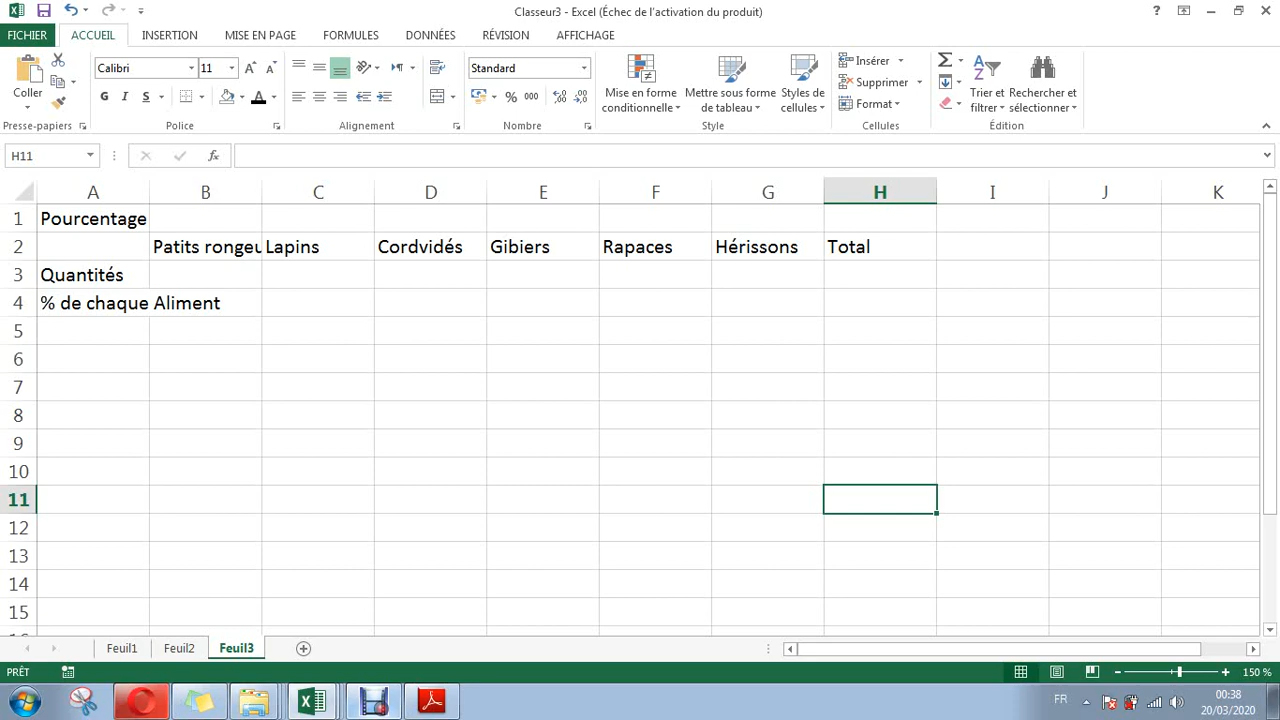 Classeur3 - Excel (Échec de l'activation du produit)
FICHIER ACCUEIL INSERTION MISE EN PAGE FORMULES DONNÉES RÉVISION AFFICHAGE
Coller
Presse-papiers
Calibri 11
G I S A
Police
Alignement
Standard
% 000
Nombre
Mise en forme conditionnelle
Mettre sous forme de tableau
Styles de cellules
Style
Insérer
Supprimer
Format
Cellules
Trier et filtrer
Rechercher et sélectionner
Édition
H11 fx
A B C D E F G H I J K
1 Pourcentage
2 Patits rongeu Lapins Cordvidés Gibiers Rapaces Hérissons Total
3 Quantités
4 % de chaque Aliment
5
6
7
8
9
10
11
12
13
14
15
Feuil1 Feuil2 Feuil3
PRÊT 150 %
FR 00:38
20/03/2020